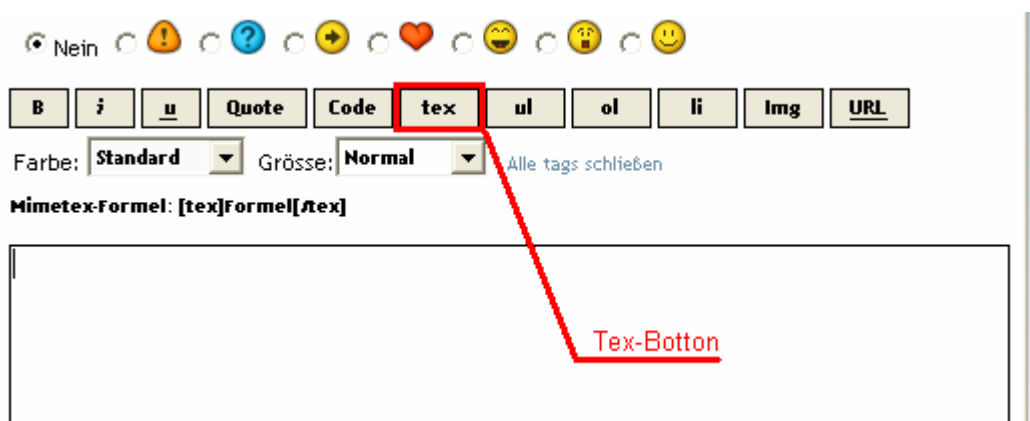 Nein
B i u Quote Code tex ul ol li Img URL
Farbe: Standard Grösse: Normal Alle tags schließen
Mimetex-Formel: [tex]Formel[/tex]
Tex-Botton